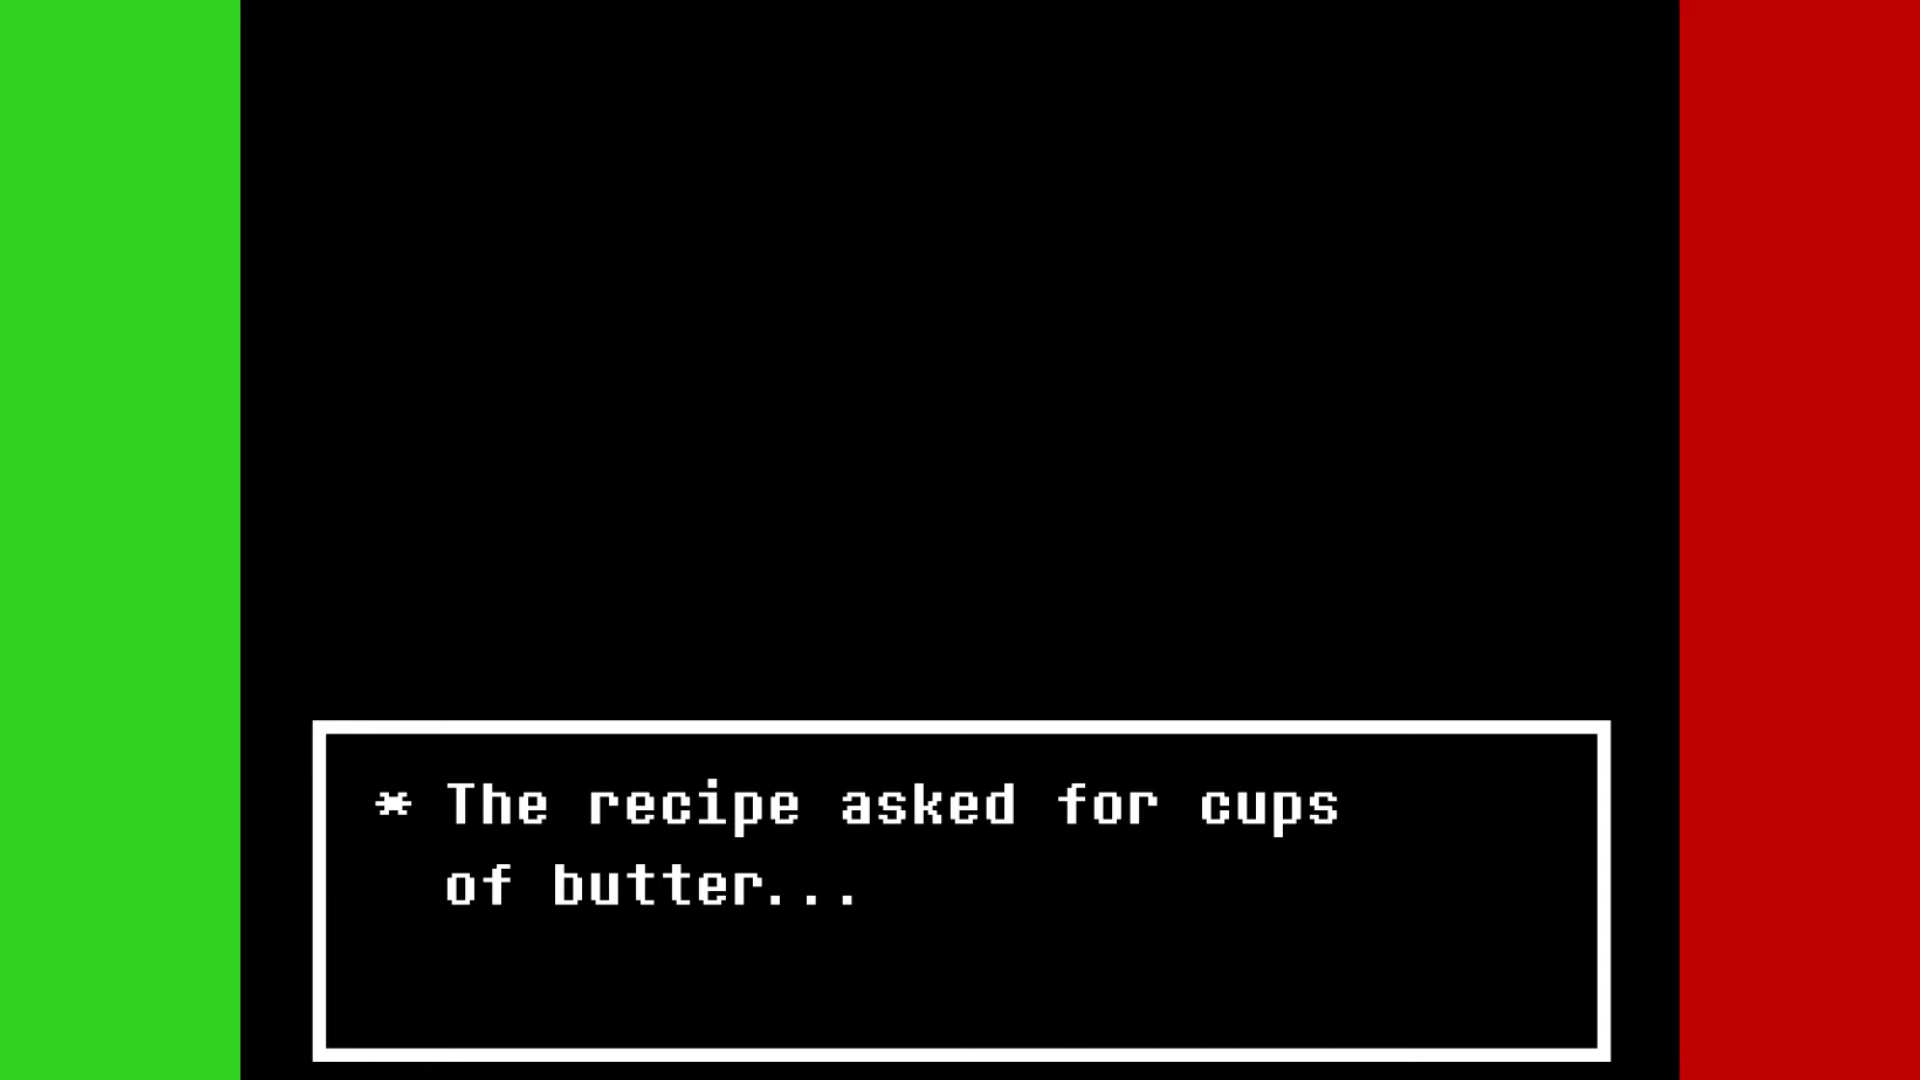 * The recipe asked for cups
of butter...